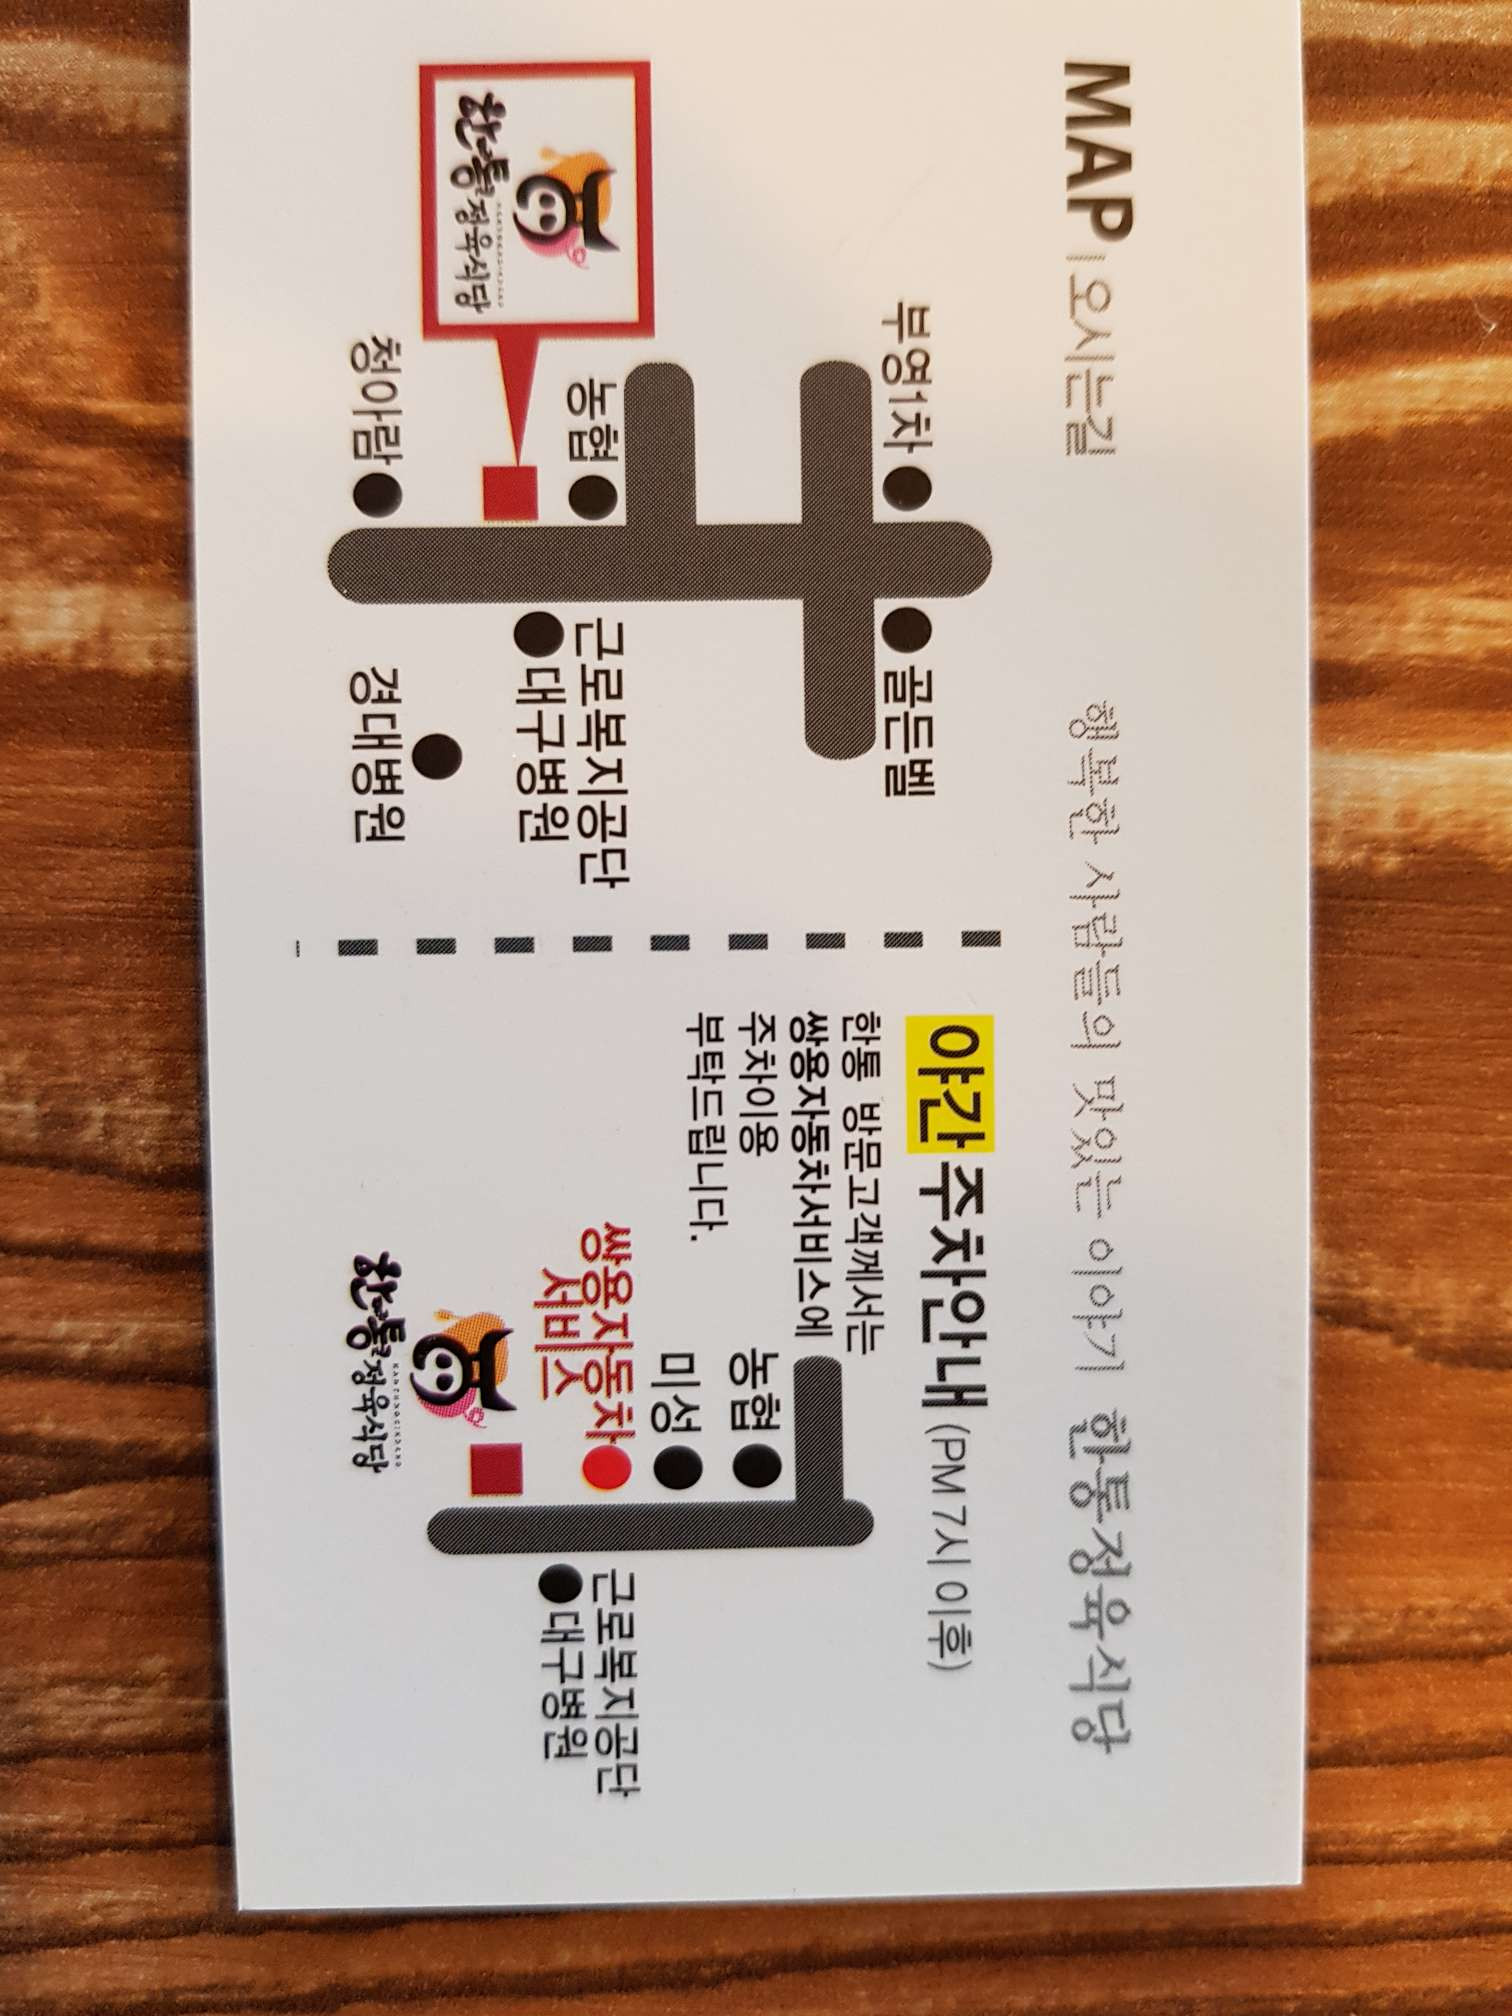 MAP | 오시는길
행복한 사람들의 맛있는 이야기 한통정육식당
부영1차
골든벨
농협
근로복지공단
대구병원
한통정육식당
청아람
경대병원
야간 주차안내 (PM 7시 이후)
한통 방문고객께서는
쌍용자동차서비스에
주차이용
부탁드립니다.
농협
미성
쌍용자동차
서비스
근로복지공단
대구병원
한통정육식당